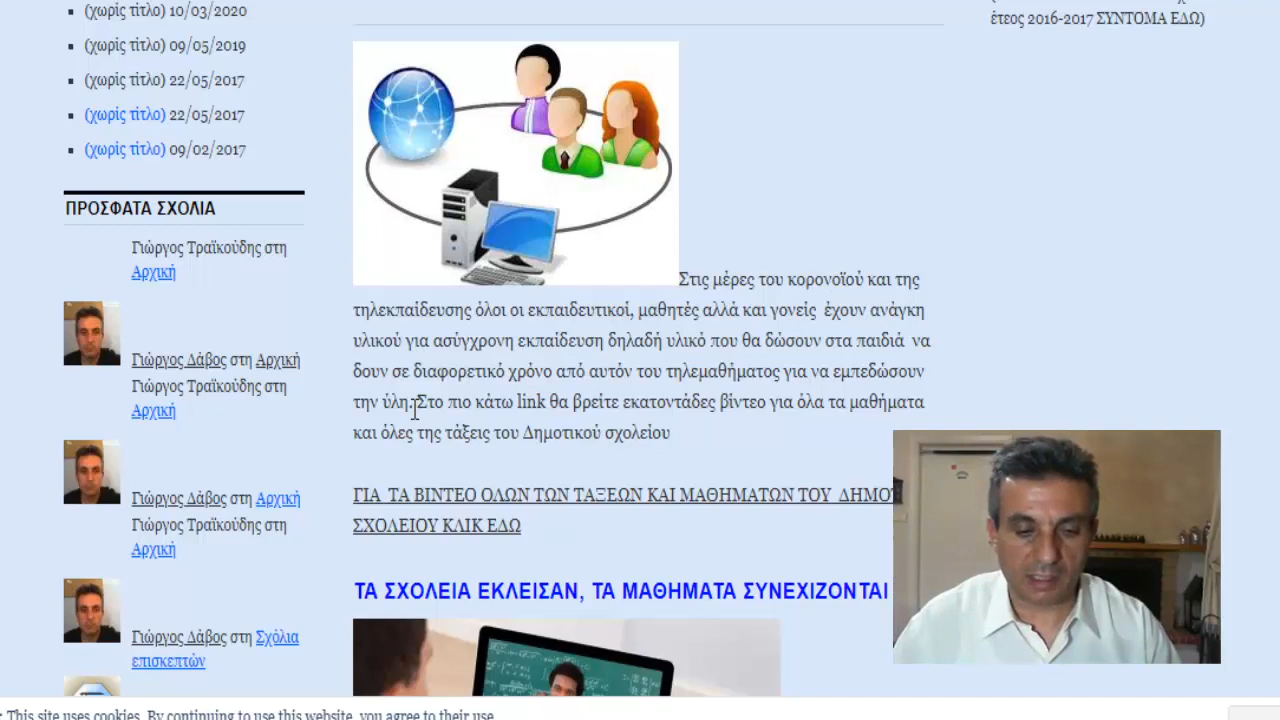 (χωρίς τίτλο) 10/03/2020
(χωρίς τίτλο) 09/05/2019
(χωρίς τίτλο) 22/05/2017
(χωρίς τίτλο) 22/05/2017
(χωρίς τίτλο) 09/02/2017
ΠΡΟΣΦΑΤΑ ΣΧΟΛΙΑ
Γιώργος Τραϊκούδης στη
Αρχική
Γιώργος Δάβος στη Αρχική
Γιώργος Τραϊκούδης στη
Αρχική
Γιώργος Δάβος στη Αρχική
Γιώργος Τραϊκούδης στη
Αρχική
Γιώργος Δάβος στη Σχόλια
επισκεπτών
Στις μέρες του κορονοϊού και της
τηλεκπαίδευσης όλοι οι εκπαιδευτικοί, μαθητές αλλά και γονείς έχουν ανάγκη
υλικού για ασύγχρονη εκπαίδευση δηλαδή υλικό που θα δώσουν στα παιδιά να
δουν σε διαφορετικό χρόνο από αυτόν του τηλεμαθήματος για να εμπεδώσουν
την ύλη. Στο πιο κάτω link θα βρείτε εκατοντάδες βίντεο για όλα τα μαθήματα
και όλες της τάξεις του Δημοτικού σχολείου
ΓΙΑ ΤΑ ΒΙΝΤΕΟ ΟΛΩΝ ΤΩΝ ΤΑΞΕΩΝ ΚΑΙ ΜΑΘΗΜΑΤΩΝ ΤΟΥ
ΣΧΟΛΕΙΟΥ ΚΛΙΚ ΕΔΩ
ΤΑ ΣΧΟΛΕΙΑ ΕΚΛΕΙΣΑΝ, ΤΑ ΜΑΘΗΜΑΤΑ ΣΥΝΕΧΙΖΟΝΤΑΙ
έτεος 2016-2017 ΣΥΝΤΟΜΑ ΕΔΩ)
: This site uses cookies. By continuing to use this website, you agree to their use.